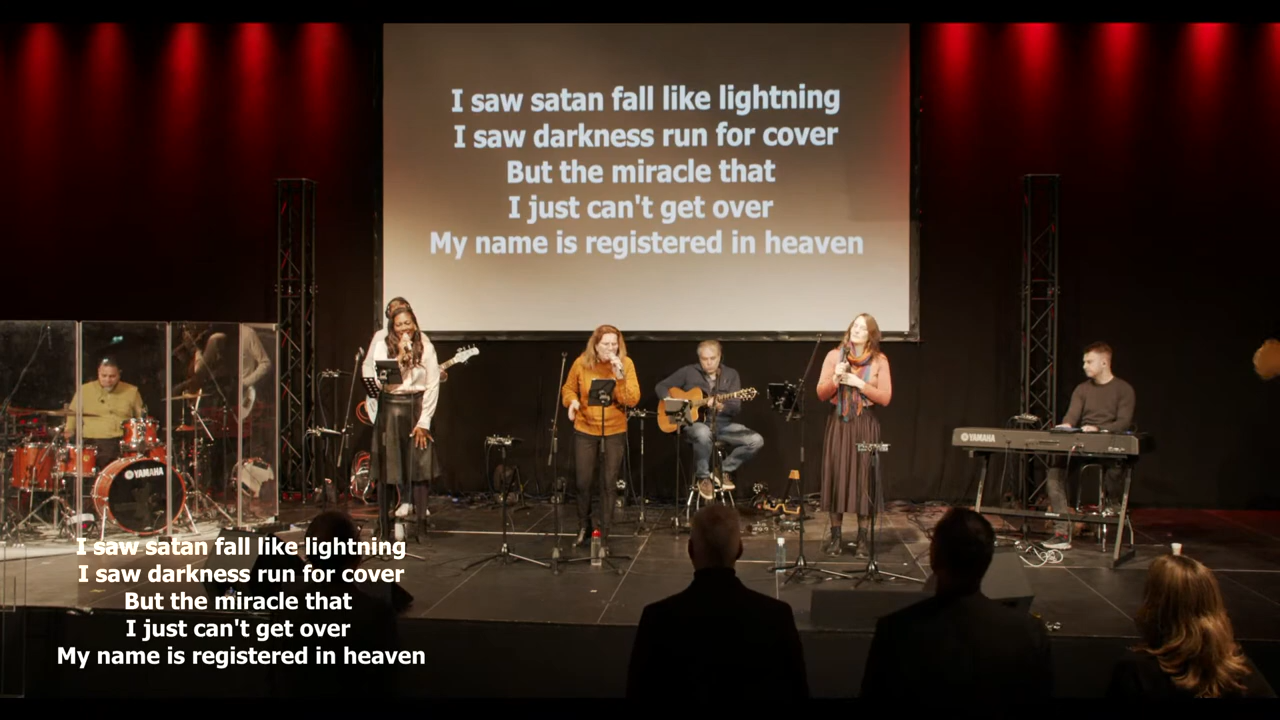 I saw satan fall like lightning
I saw darkness run for cover
But the miracle that
I just can't get over
My name is registered in heaven
YAMAHA
YAMAHA
I saw satan fall like lightning
I saw darkness run for cover
But the miracle that
I just can't get over
My name is registered in heaven